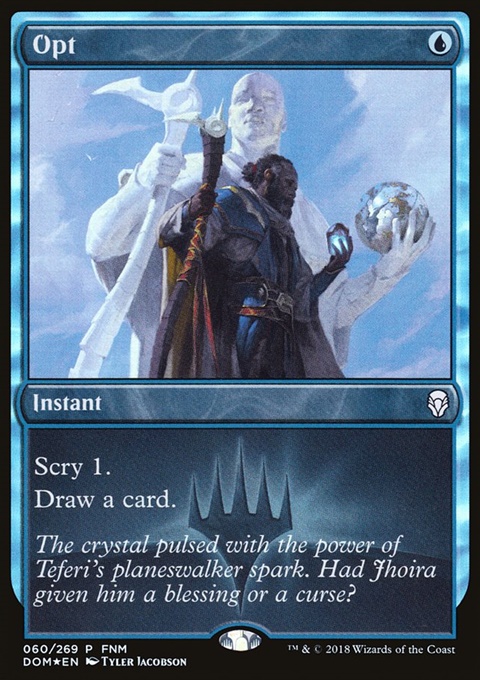 Opt
Instant
Scry 1.
Draw a card.
The crystal pulsed with the power of
Teferi's planeswalker spark. Had Jhoira
given him a blessing or a curse?
060/269 P FNM
DOM★EN Tyler Jacobson
™ & © 2018 Wizards of the Coast